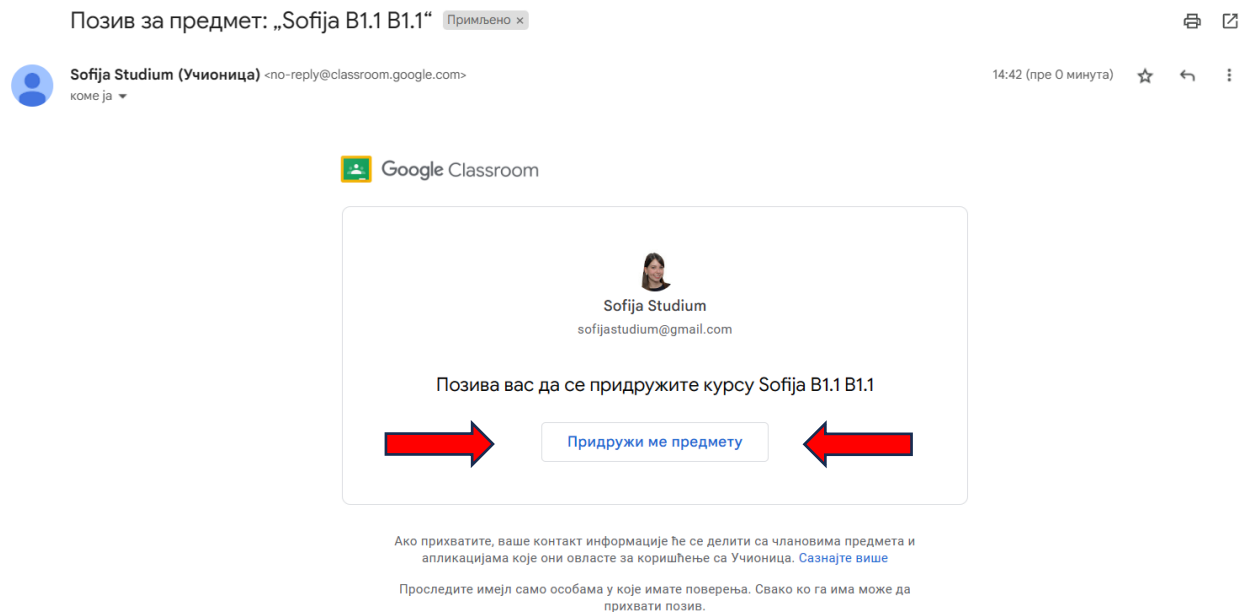 Позив за предмет: „Sofija B1.1 B1.1“ Примљено ×
Sofija Studium (Учионица) <no-reply@classroom.google.com> 14:42 (пре 0 минута)
коме ја
Google Classroom
Sofija Studium
sofijastudium@gmail.com
Позива вас да се придружите курсу Sofija B1.1 B1.1
Придружи ме предмету
Ако прихватите, ваше контакт информације ће се делити са члановима предмета и
апликацијама које они овласте за коришћење са Учионица. Сазнајте више
Проследите имејл само особама у које имате поверења. Свако ко га има може да
прихвати позив.